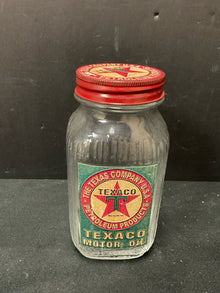 THE TEXAS COMPANY U.S.A.
TEXACO
T
PETROLEUM PRODUCTS
TEXACO
MOTOR OIL